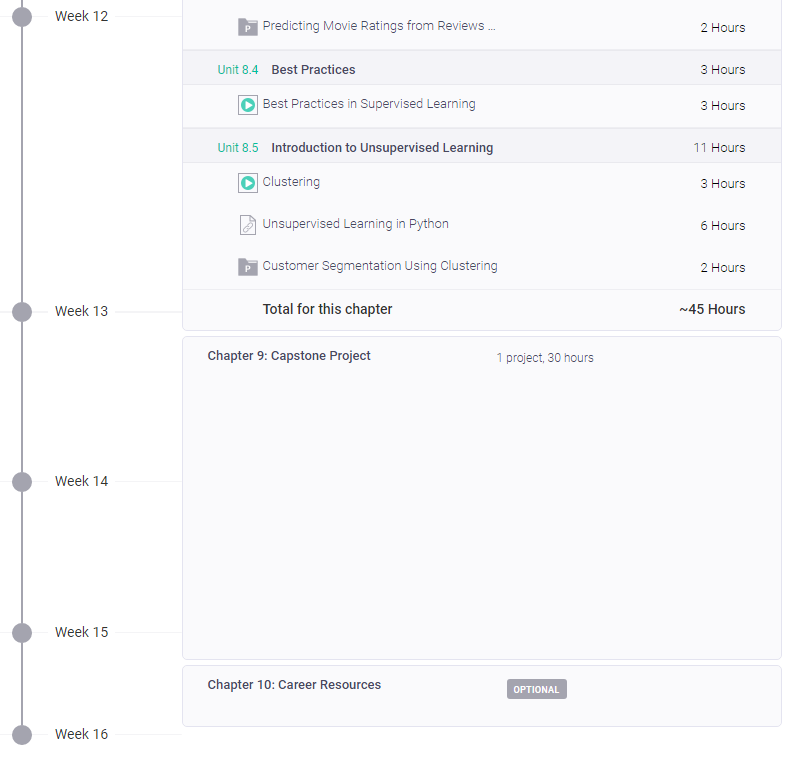 Week 12
Predicting Movie Ratings from Reviews ... 2 Hours
Unit 8.4 Best Practices 3 Hours
Best Practices in Supervised Learning 3 Hours
Unit 8.5 Introduction to Unsupervised Learning 11 Hours
Clustering 3 Hours
Unsupervised Learning in Python 6 Hours
P Customer Segmentation Using Clustering 2 Hours
Week 13 Total for this chapter ~45 Hours
Chapter 9: Capstone Project 1 project, 30 hours
Week 14
Week 15
Chapter 10: Career Resources OPTIONAL
Week 16